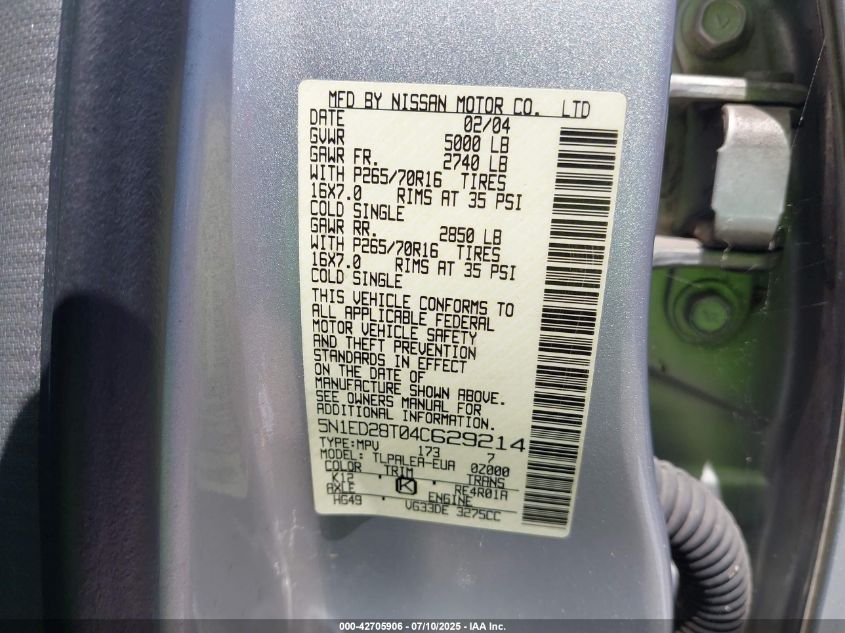 MFD BY NISSAN MOTOR CO. LTD
DATE 02/04
GVWR 5000 LB
GAWR FR. 2740 LB
WITH P265/70R16 TIRES
16X7.0 RIMS AT 35 PSI
COLD SINGLE
GAWR RR. 2850 LB
WITH P265/70R16 TIRES
16X7.0 RIMS AT 35 PSI
COLD SINGLE
THIS VEHICLE CONFORMS TO
ALL APPLICABLE FEDERAL
MOTOR VEHICLE SAFETY
AND THEFT PREVENTION
STANDARDS IN EFFECT
ON THE DATE OF
MANUFACTURE SHOWN ABOVE.
SEE OWNERS MANUAL FOR
ADDITIONAL INFORMATION.
5N1ED28T04C629214
TYPE:MPV 173 7
MODEL: TLPALEA-EUA 0Z000
COLOR TRIM TRANS
K12 K RE4R01A
AXLE ENGINE
HG49 VG33DE 3275CC
000-42705906 - 07/10/2025 - IAA Inc.